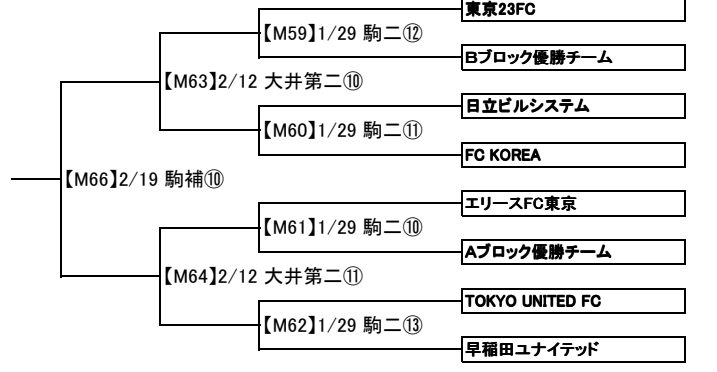 東京23FC
【M59】1/29 駒二⑫
Bブロック優勝チーム
【M63】2/12 大井第二⑩
日立ビルシステム
【M60】1/29 駒二⑪
FC KOREA
【M66】2/19 駒補⑩
エリースFC東京
【M61】1/29 駒二⑩
Aブロック優勝チーム
【M64】2/12 大井第二⑪
TOKYO UNITED FC
【M62】1/29 駒二⑬
早稲田ユナイテッド